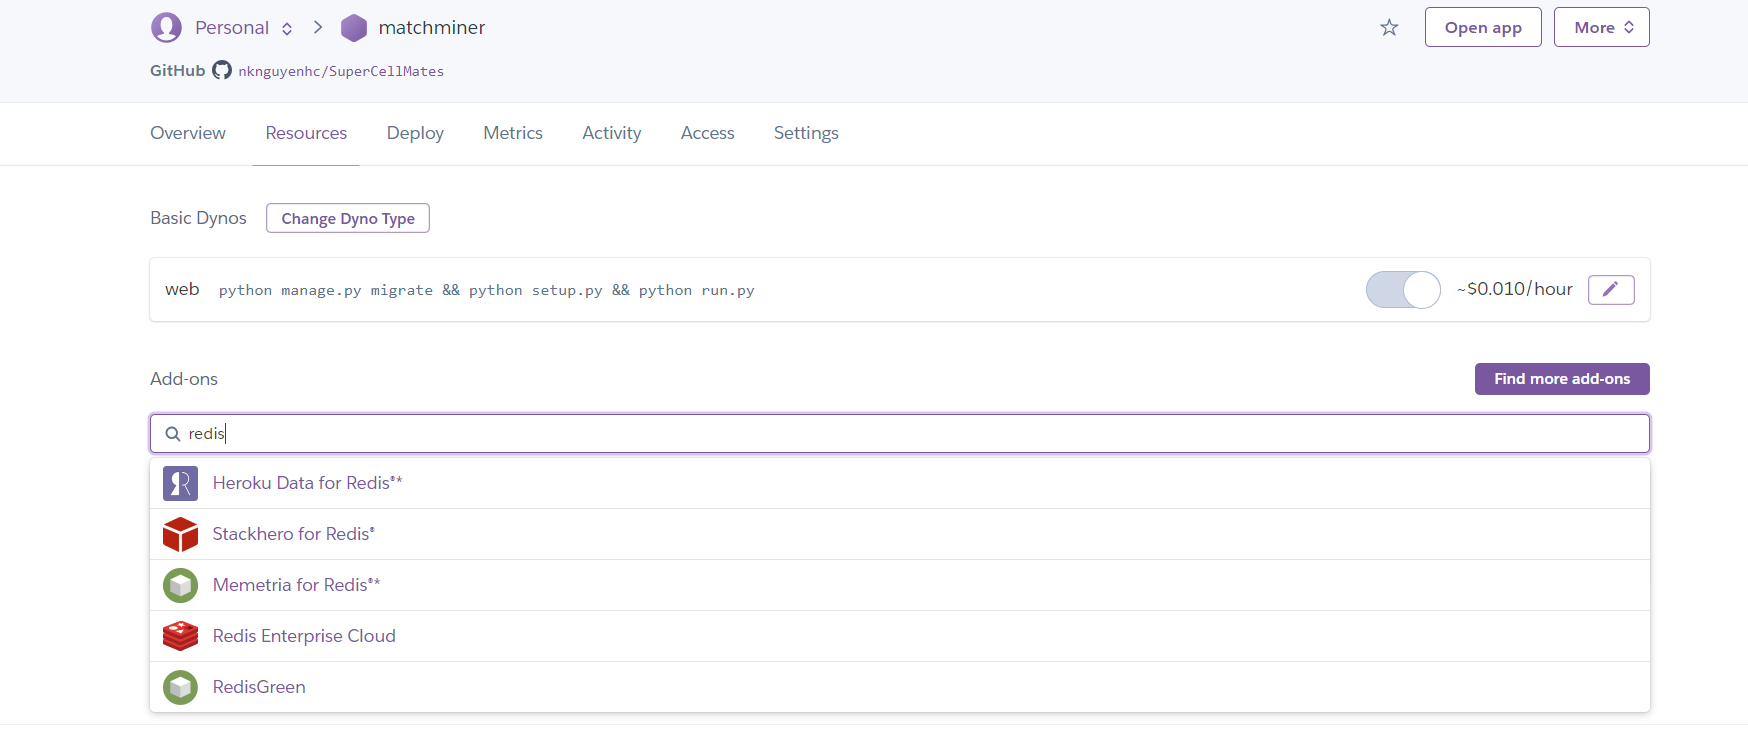 Personal matchminer Open app More
GitHub nknguyenhc/SuperCellMates
Overview Resources Deploy Metrics Activity Access Settings
Basic Dynos Change Dyno Type
web python manage.py migrate && python setup.py && python run.py ~$0.010/hour
Add-ons Find more add-ons
redis
Heroku Data for Redis®*
Stackhero for Redis®
Memetria for Redis®*
Redis Enterprise Cloud
RedisGreen